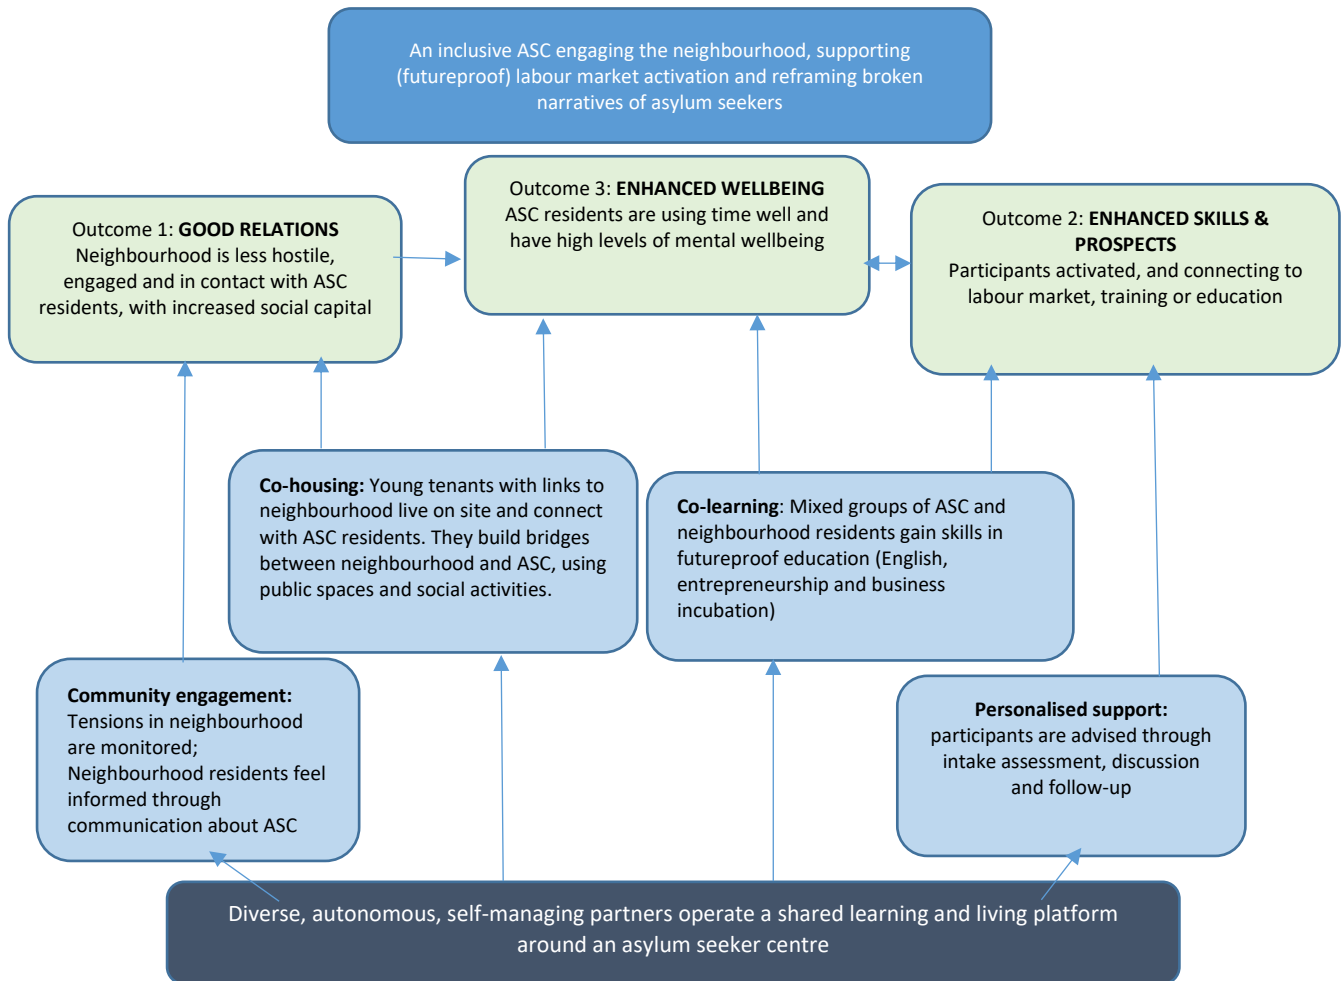 An inclusive ASC engaging the neighbourhood, supporting
(futureproof) labour market activation and reframing broken
narratives of asylum seekers
Outcome 1: GOOD RELATIONS
Neighbourhood is less hostile,
engaged and in contact with ASC
residents, with increased social capital
Outcome 3: ENHANCED WELLBEING
ASC residents are using time well and
have high levels of mental wellbeing
Outcome 2: ENHANCED SKILLS &
PROSPECTS
Participants activated, and connecting to
labour market, training or education
Co-housing: Young tenants with links to
neighbourhood live on site and connect
with ASC residents. They build bridges
between neighbourhood and ASC, using
public spaces and social activities.
Co-learning: Mixed groups of ASC and
neighbourhood residents gain skills in
futureproof education (English,
entrepreneurship and business
incubation)
Community engagement:
Tensions in neighbourhood
are monitored;
Neighbourhood residents feel
informed through
communication about ASC
Personalised support:
participants are advised through
intake assessment, discussion
and follow-up
Diverse, autonomous, self-managing partners operate a shared learning and living platform
around an asylum seeker centre